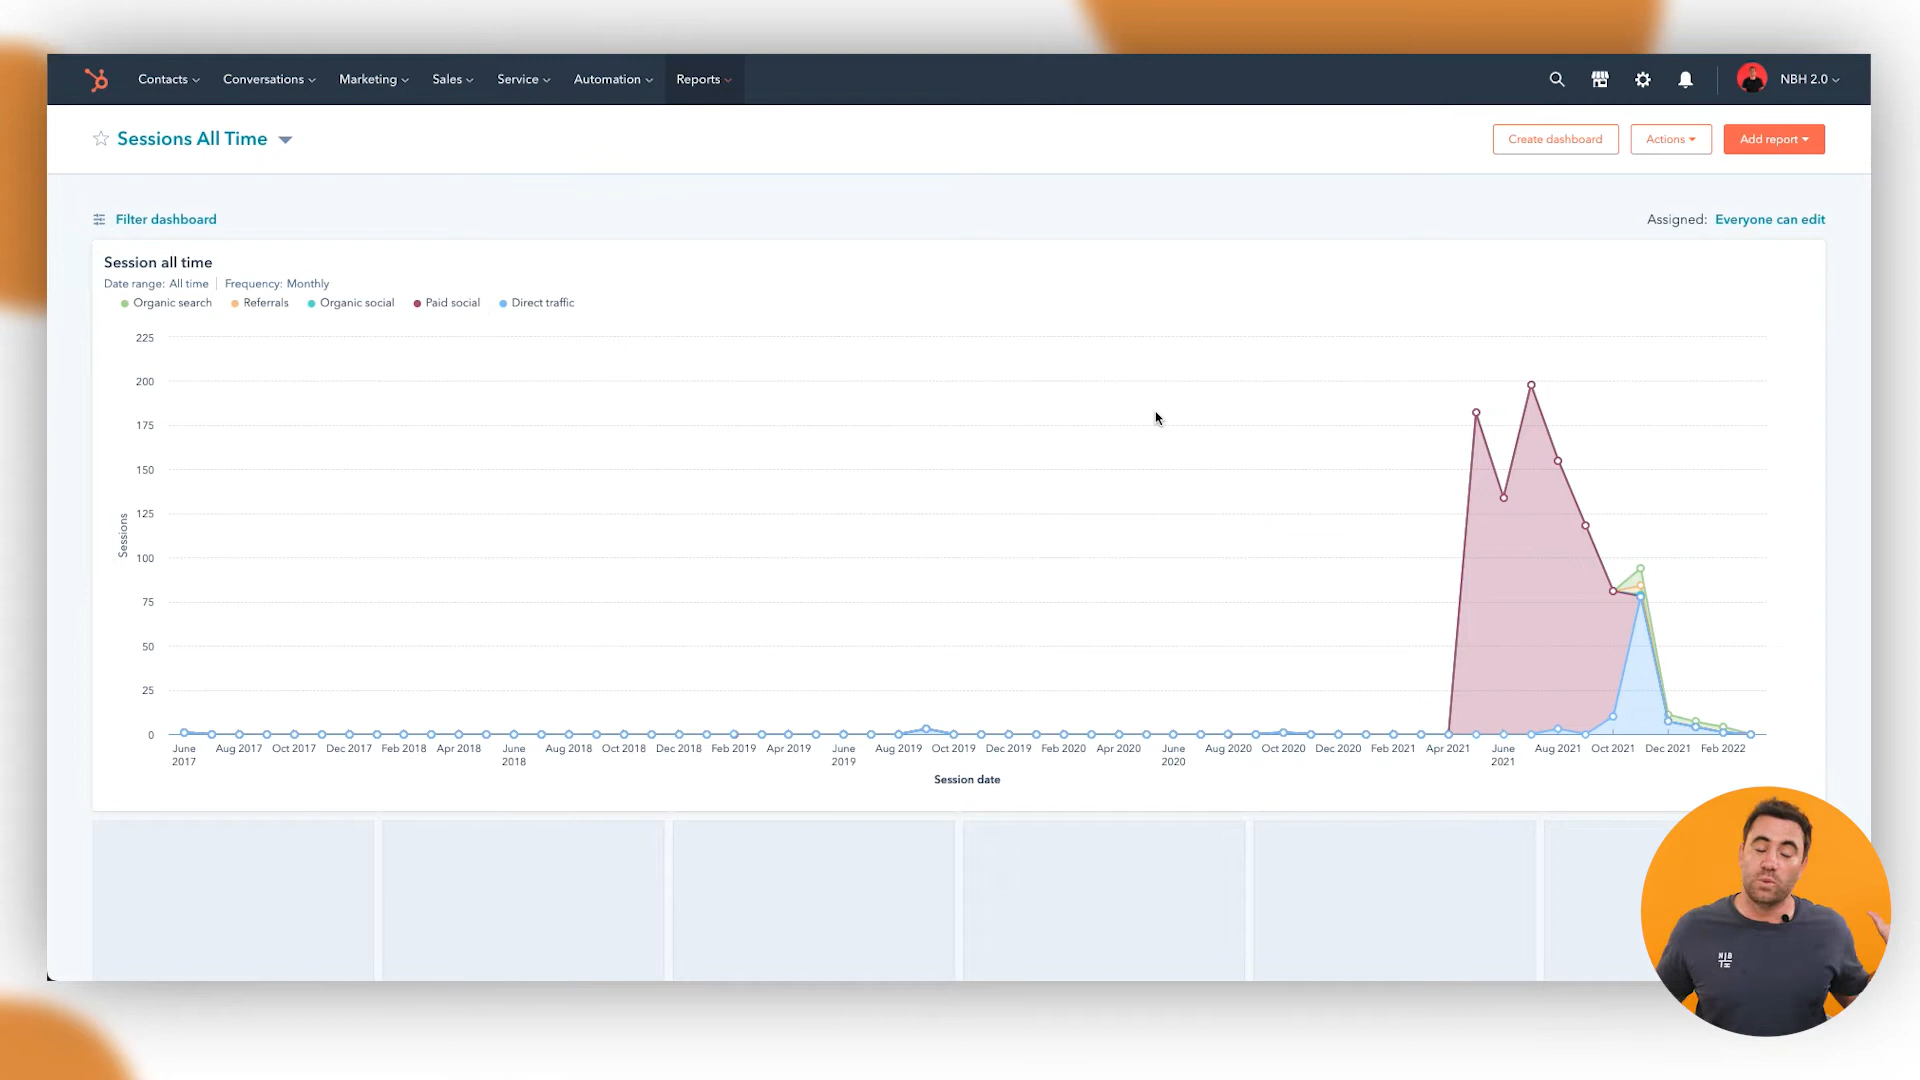 Contacts Conversations Marketing Sales Service Automation Reports NBH 2.0
Sessions All Time Create dashboard Actions Add report
Filter dashboard Assigned: Everyone can edit
Session all time
Date range: All time Frequency: Monthly
Organic search Referrals Organic social Paid social Direct traffic
225
200
175
150
125
100
75
50
25
0
Sessions
June 2017 Aug 2017 Oct 2017 Dec 2017 Feb 2018 Apr 2018 June 2018 Aug 2018 Oct 2018 Dec 2018 Feb 2019 Apr 2019 June 2019 Aug 2019 Oct 2019 Dec 2019 Feb 2020 Apr 2020 June 2020 Aug 2020 Oct 2020 Dec 2020 Feb 2021 Apr 2021 June 2021 Aug 2021 Oct 2021 Dec 2021 Feb 2022
Session date